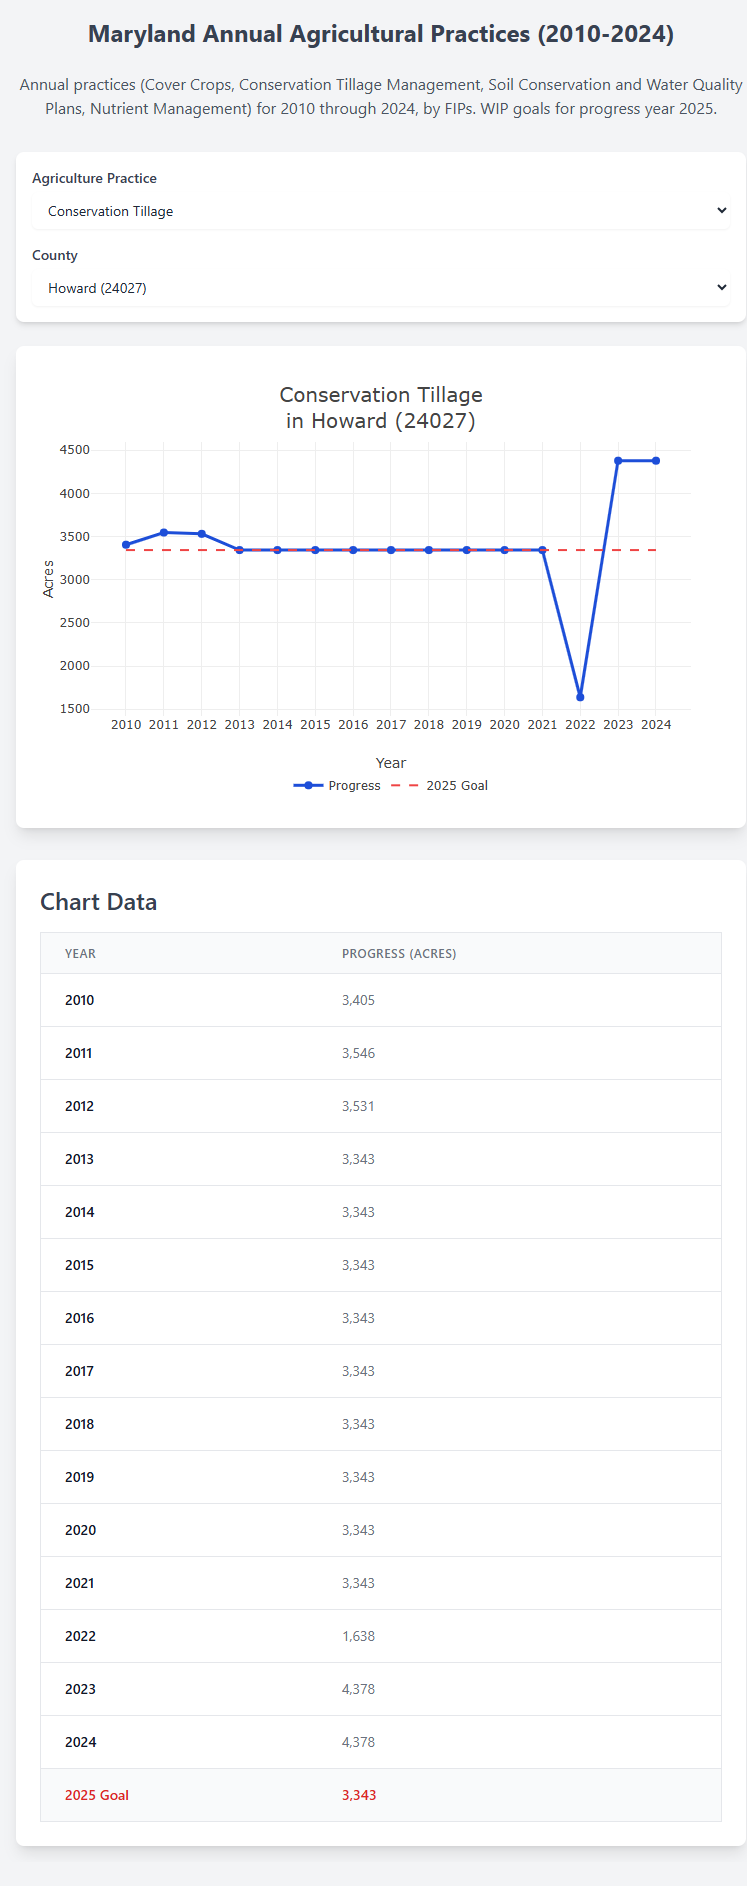 Maryland Annual Agricultural Practices (2010-2024)
Annual practices (Cover Crops, Conservation Tillage Management, Soil Conservation and Water Quality
Plans, Nutrient Management) for 2010 through 2024, by FIPs. WIP goals for progress year 2025.
Agriculture Practice
Conservation Tillage
County
Howard (24027)
Conservation Tillage
in Howard (24027)
4500
4000
3500
3000
2500
2000
1500
Acres
2010 2011 2012 2013 2014 2015 2016 2017 2018 2019 2020 2021 2022 2023 2024
Year
Progress 2025 Goal
Chart Data
YEAR PROGRESS (ACRES)
2010 3,405
2011 3,546
2012 3,531
2013 3,343
2014 3,343
2015 3,343
2016 3,343
2017 3,343
2018 3,343
2019 3,343
2020 3,343
2021 3,343
2022 1,638
2023 4,378
2024 4,378
2025 Goal 3,343